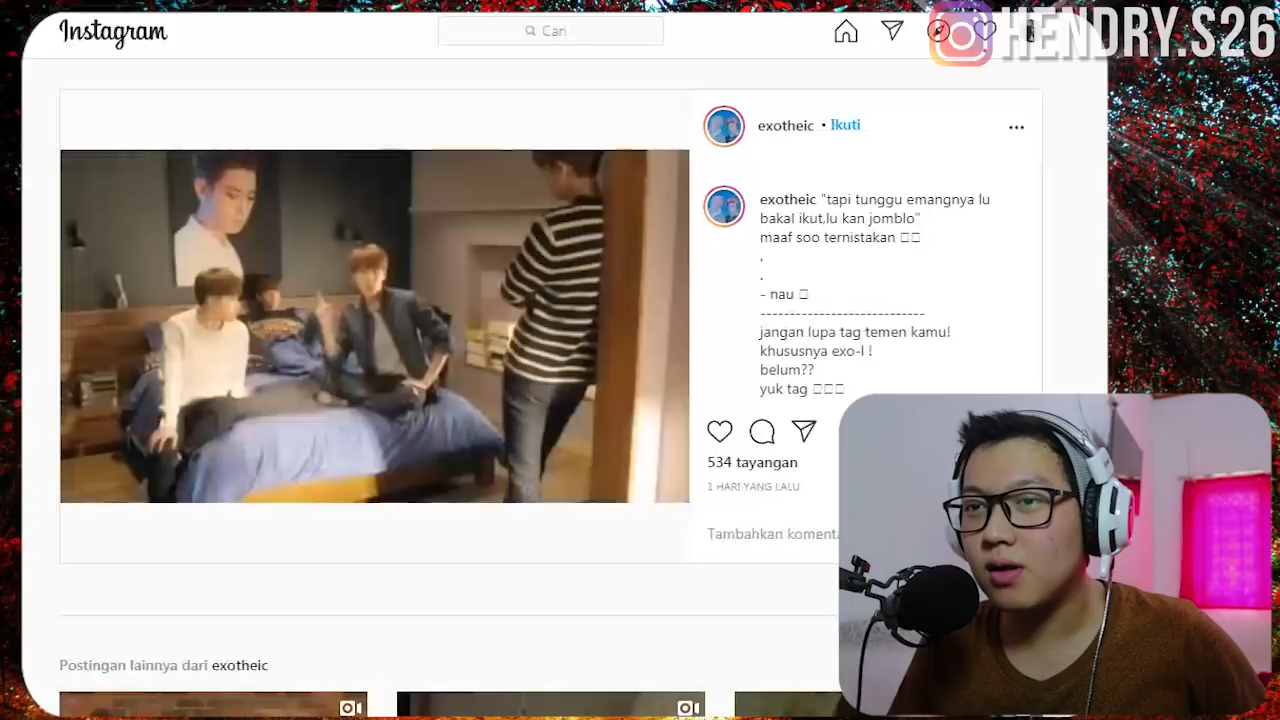 Instagram
Cari
HENDRY.S26
exotheic • Ikuti
exotheic "tapi tunggu emangnya lu
bakal ikut,lu kan jomblo"
maaf soo ternistakan □□
.
.
- nau □
----------------------------
jangan lupa tag temen kamu!
khususnya exo-l !
belum??
yuk tag □□□
534 tayangan
1 HARI YANG LALU
Tambahkan komenta
Postingan lainnya dari exotheic